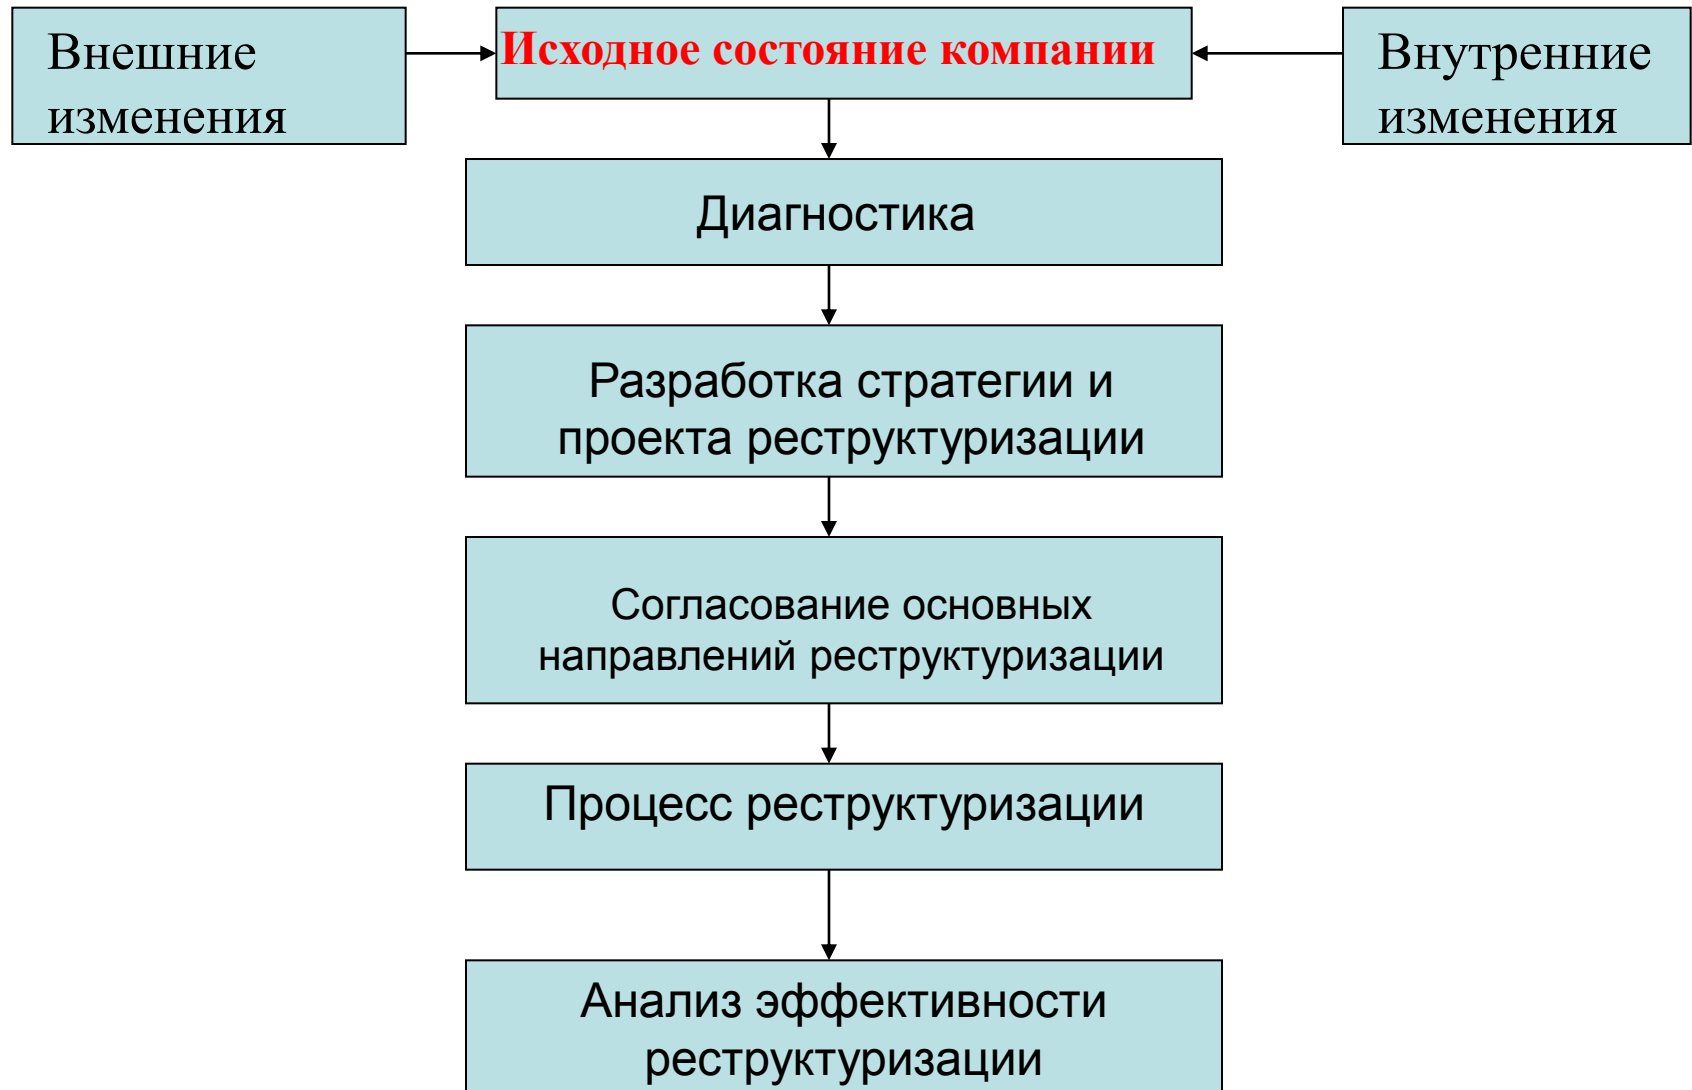 Внешние
изменения
Исходное состояние компании
Внутренние
изменения
Диагностика
Разработка стратегии и
проекта реструктуризации
Согласование основных
направлений реструктуризации
Процесс реструктуризации
Анализ эффективности
реструктуризации